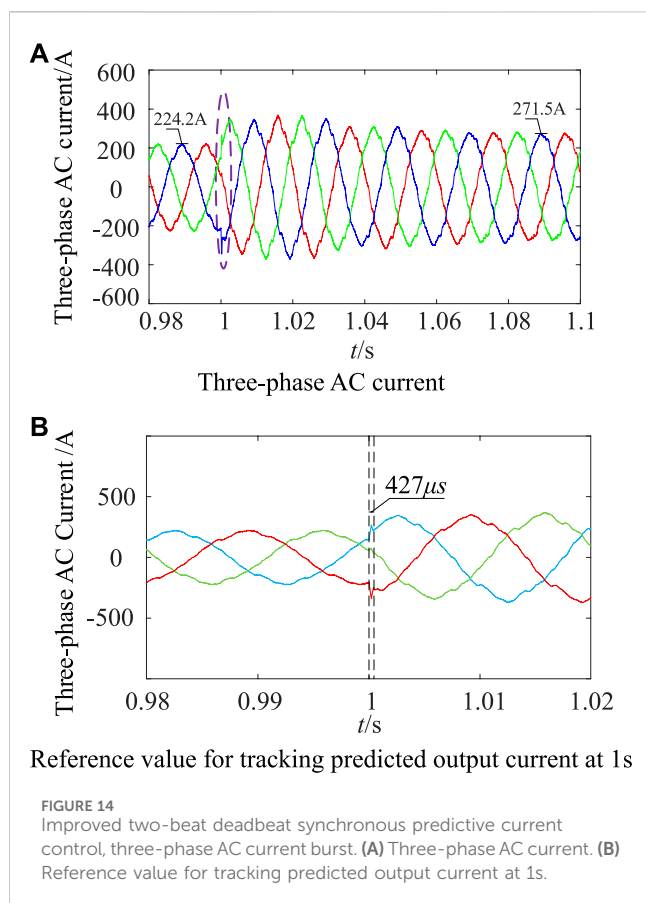 A
Three-phase AC current/A
600
400
200
0
-200
-400
-600
224.2A
271.5A
0.98 1 1.02 1.04 1.06 1.08 1.1
t/s
Three-phase AC current
B
Three-phase AC Current /A
500
0
-500
427μs
0.98 0.99 1 1.01 1.02
t/s
Reference value for tracking predicted output current at 1s
FIGURE 14
Improved two-beat deadbeat synchronous predictive current
control, three-phase AC current burst. (A) Three-phase AC current. (B)
Reference value for tracking predicted output current at 1s.